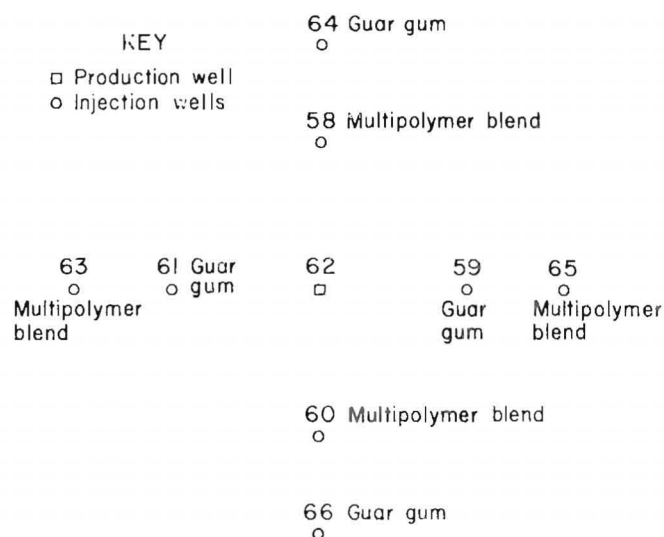 64 Guar gum
KEY
□ Production well
o Injection wells
58 Multipolymer blend
63
61 Guar
gum
62
59
65
Multipolymer
blend
Guar
gum
Multipolymer
blend
60 Multipolymer blend
66 Guar gum